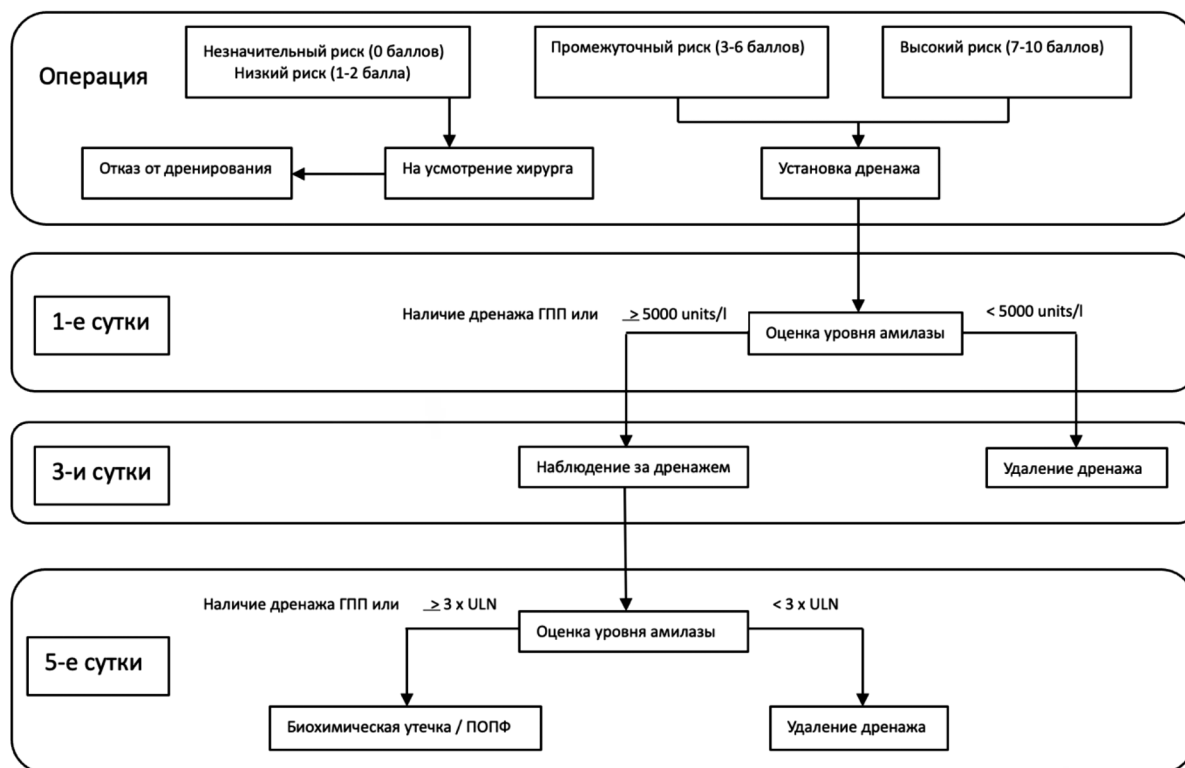 Операция
Незначительный риск (0 баллов)
Низкий риск (1-2 балла)
Промежуточный риск (3-6 баллов)
Высокий риск (7-10 баллов)
Отказ от дренирования
На усмотрение хирурга
Установка дренажа
1-е сутки
Наличие дренажа ГПП или ≥ 5000 units/l
< 5000 units/l
Оценка уровня амилазы
3-и сутки
Наблюдение за дренажем
Удаление дренажа
5-е сутки
Наличие дренажа ГПП или ≥ 3 x ULN
< 3 x ULN
Оценка уровня амилазы
Биохимическая утечка / ПОПФ
Удаление дренажа